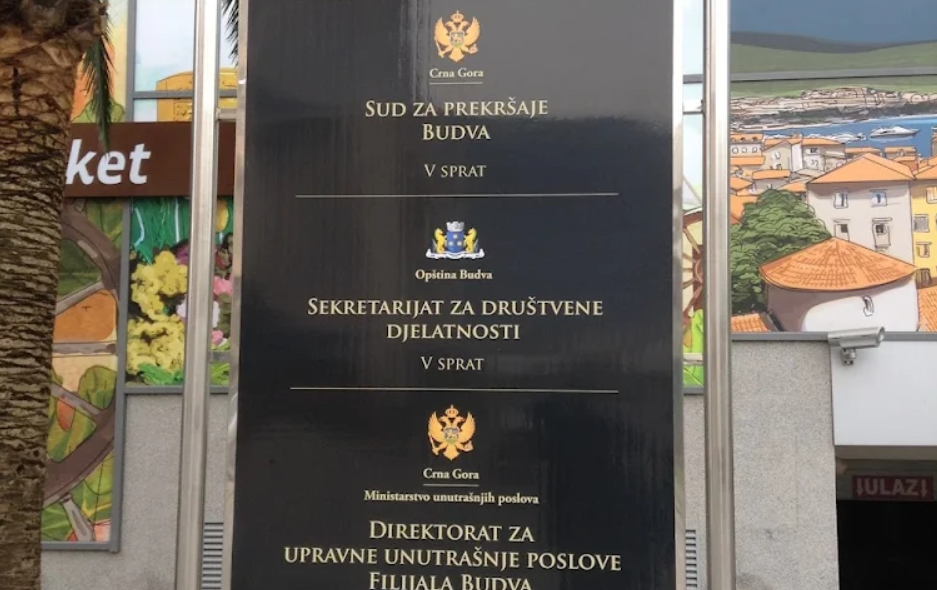 Crna Gora
SUD ZA PREKRŠAJE
BUDVA
V SPRAT
ket
Opština Budva
SEKRETARIJAT ZA DRUŠTVENE
DJELATNOSTI
V SPRAT
Crna Gora
Ministarstvo unutrašnjih poslova
DIREKTORAT ZA
UPRAVNE UNUTRAŠNJE POSLOVE
FILIJALA BUDVA
ULAZ